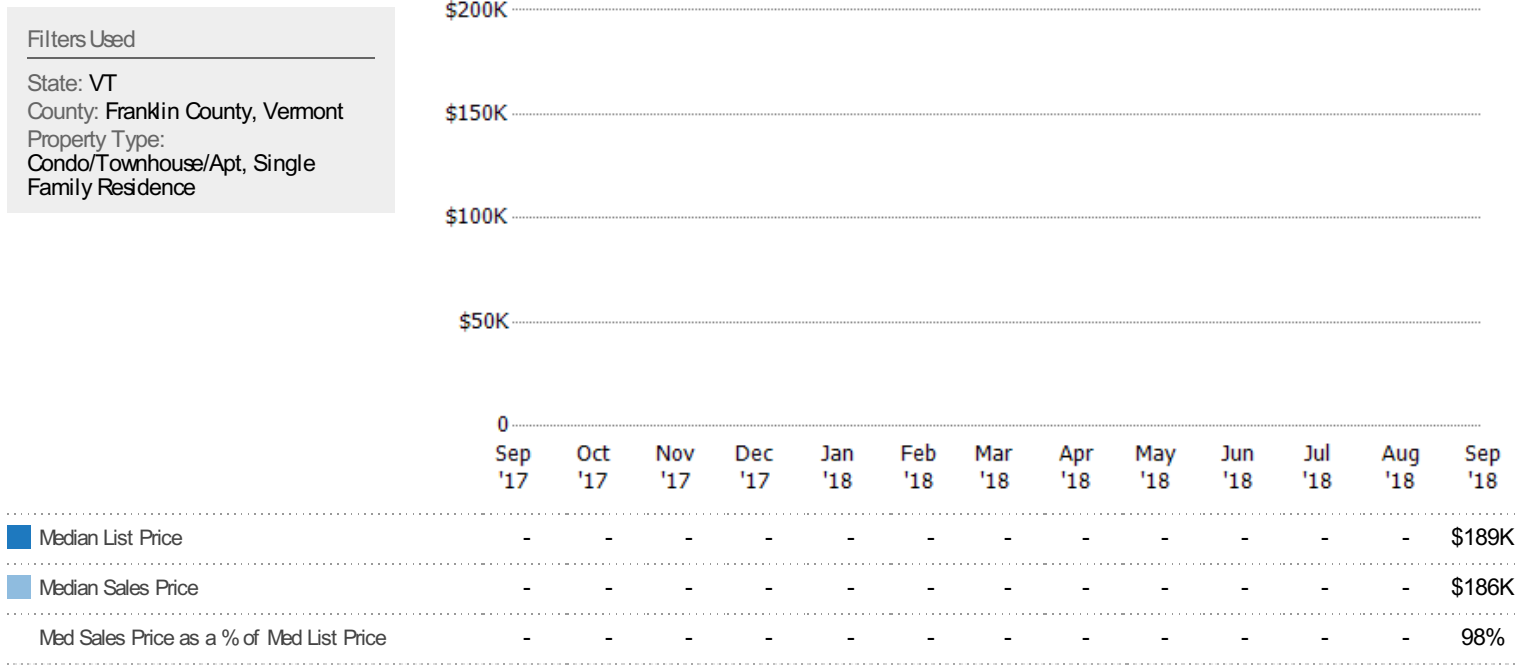 Filters Used
State: VT
County: Franklin County, Vermont
Property Type:
Condo/Townhouse/Apt, Single
Family Residence
$200K
$150K
$100K
$50K
0
Sep Oct Nov Dec Jan Feb Mar Apr May Jun Jul Aug Sep
'17 '17 '17 '17 '18 '18 '18 '18 '18 '18 '18 '18 '18
Median List Price - - - - - - - - - - - - $189K
Median Sales Price - - - - - - - - - - - - $186K
Med Sales Price as a % of Med List Price - - - - - - - - - - - - 98%